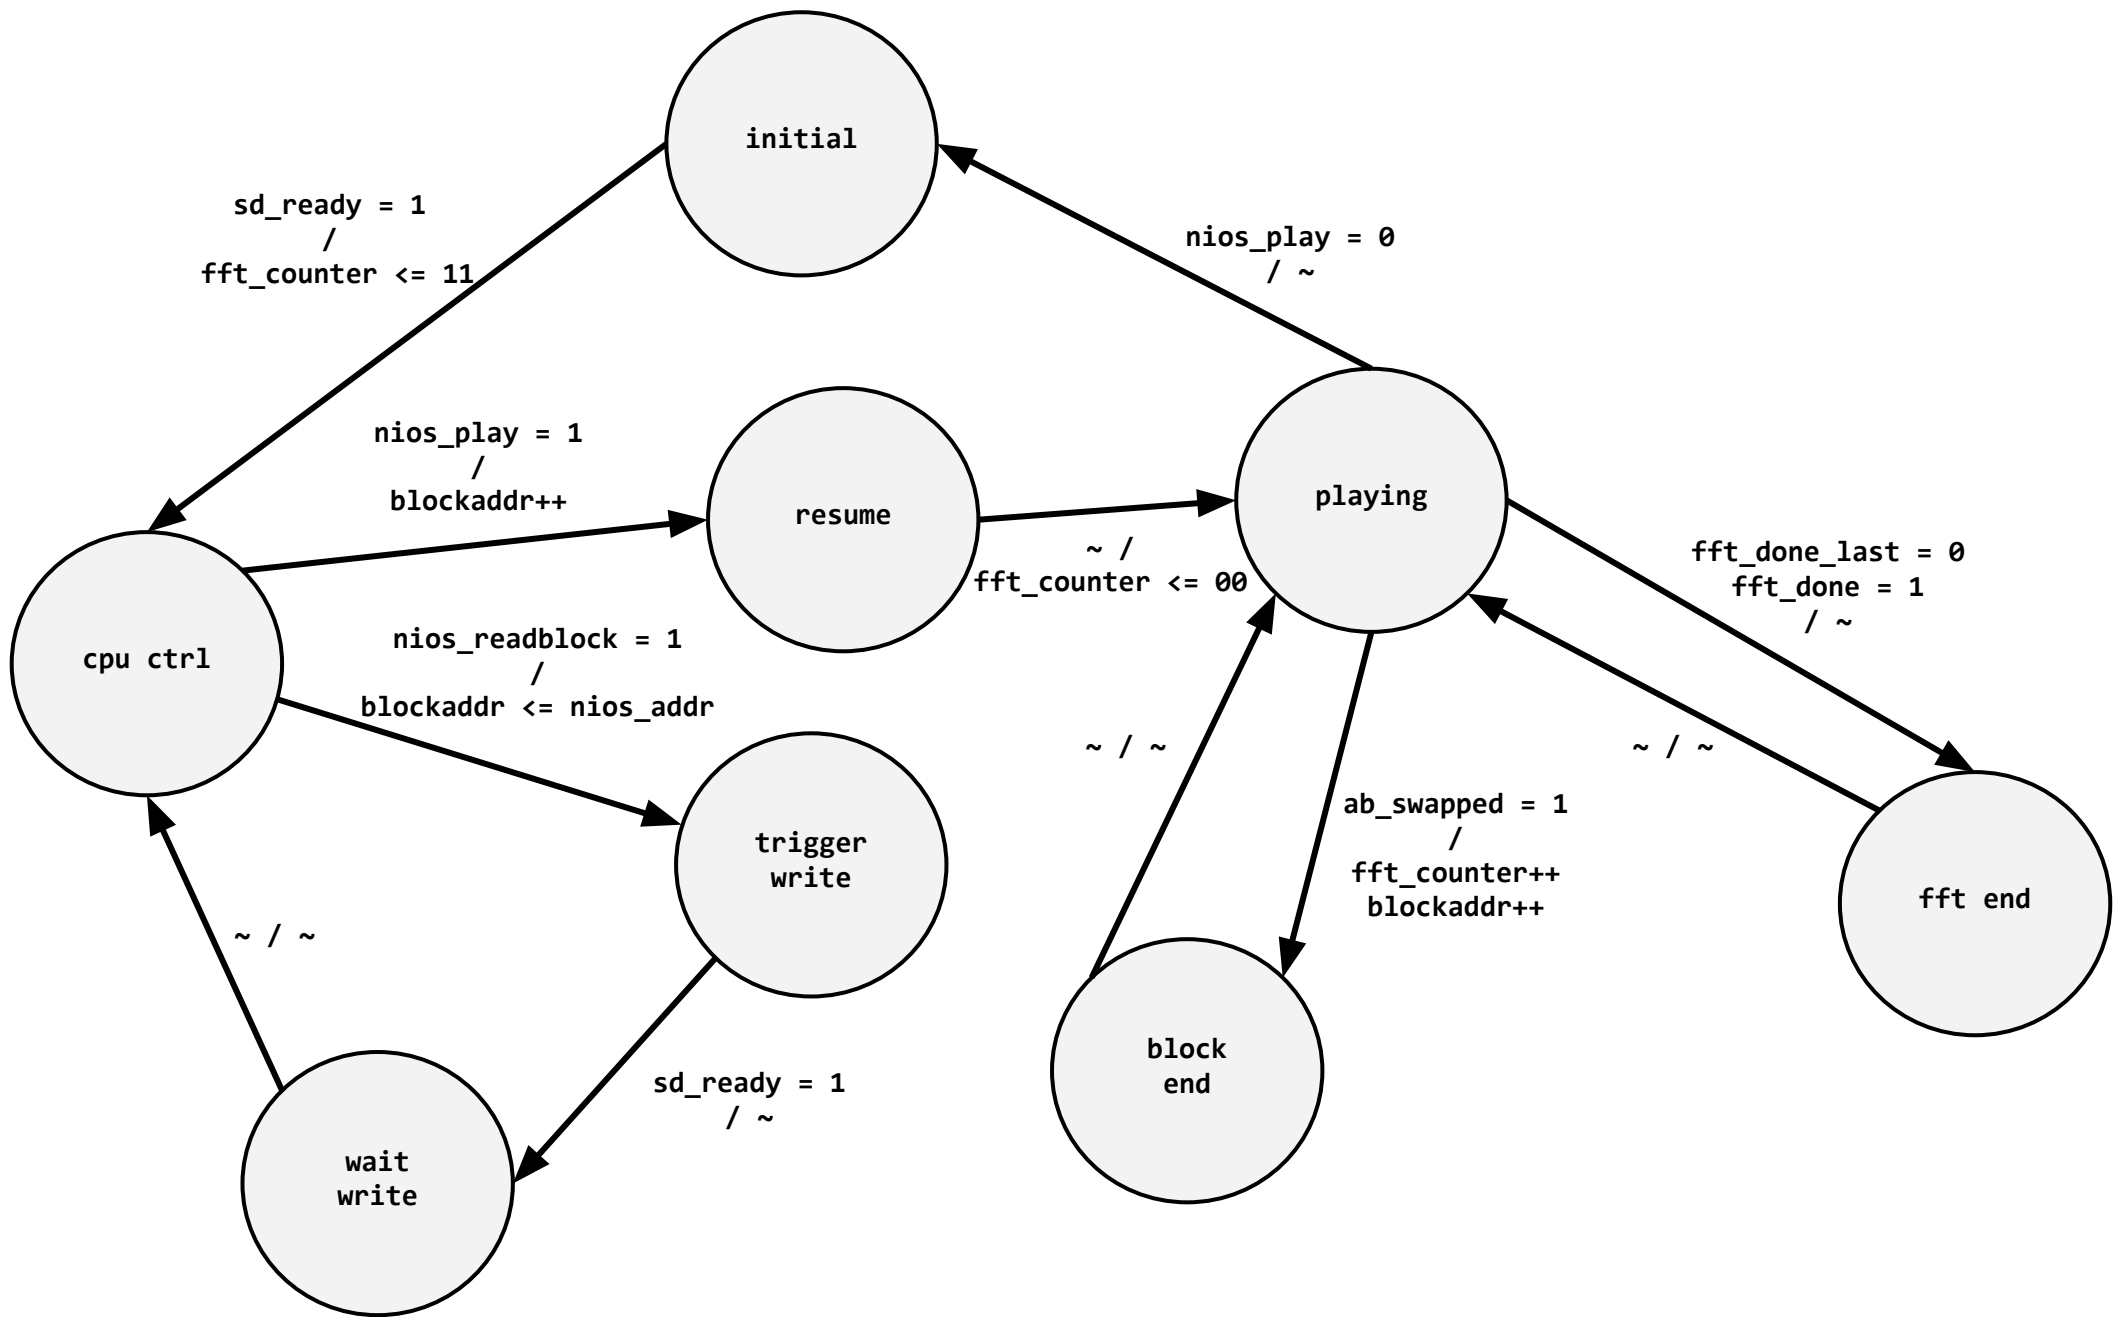 initial
sd_ready = 1
/
fft_counter <= 11
nios_play = 0
/ ~
nios_play = 1
/
blockaddr++
resume
playing
~ /
fft_counter <= 00
fft_done_last = 0
fft_done = 1
/ ~
cpu ctrl
nios_readblock = 1
/
blockaddr <= nios_addr
~ / ~
~ / ~
trigger
write
ab_swapped = 1
/
fft_counter++
blockaddr++
fft end
~ / ~
block
end
sd_ready = 1
/ ~
wait
write